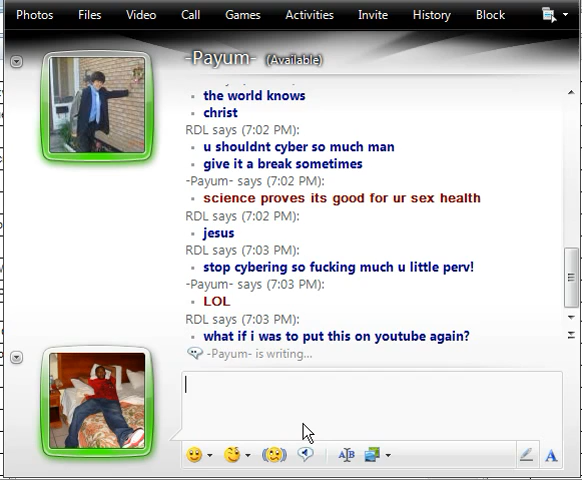 Photos Files Video Call Games Activities Invite History Block
-Payum- (Available)
the world knows
christ
RDL says (7:02 PM):
u shouldnt cyber so much man
give it a break sometimes
-Payum- says (7:02 PM):
science proves its good for ur sex health
RDL says (7:02 PM):
jesus
RDL says (7:03 PM):
stop cybering so fucking much u little perv!
-Payum- says (7:03 PM):
LOL
RDL says (7:03 PM):
what if i was to put this on youtube again?
-Payum- is writing...
A